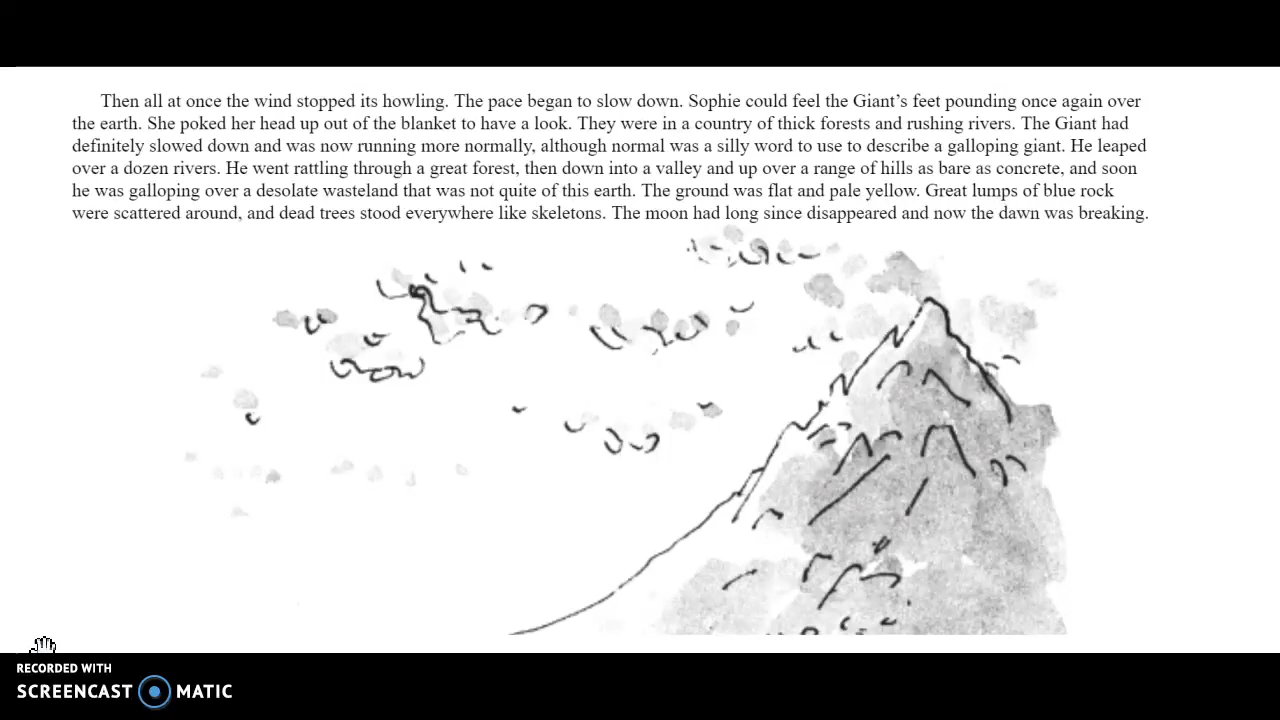 Then all at once the wind stopped its howling. The pace began to slow down. Sophie could feel the Giant’s feet pounding once again over
the earth. She poked her head up out of the blanket to have a look. They were in a country of thick forests and rushing rivers. The Giant had
definitely slowed down and was now running more normally, although normal was a silly word to use to describe a galloping giant. He leaped
over a dozen rivers. He went rattling through a great forest, then down into a valley and up over a range of hills as bare as concrete, and soon
he was galloping over a desolate wasteland that was not quite of this earth. The ground was flat and pale yellow. Great lumps of blue rock
were scattered around, and dead trees stood everywhere like skeletons. The moon had long since disappeared and now the dawn was breaking.
RECORDED WITH
SCREENCAST MATIC